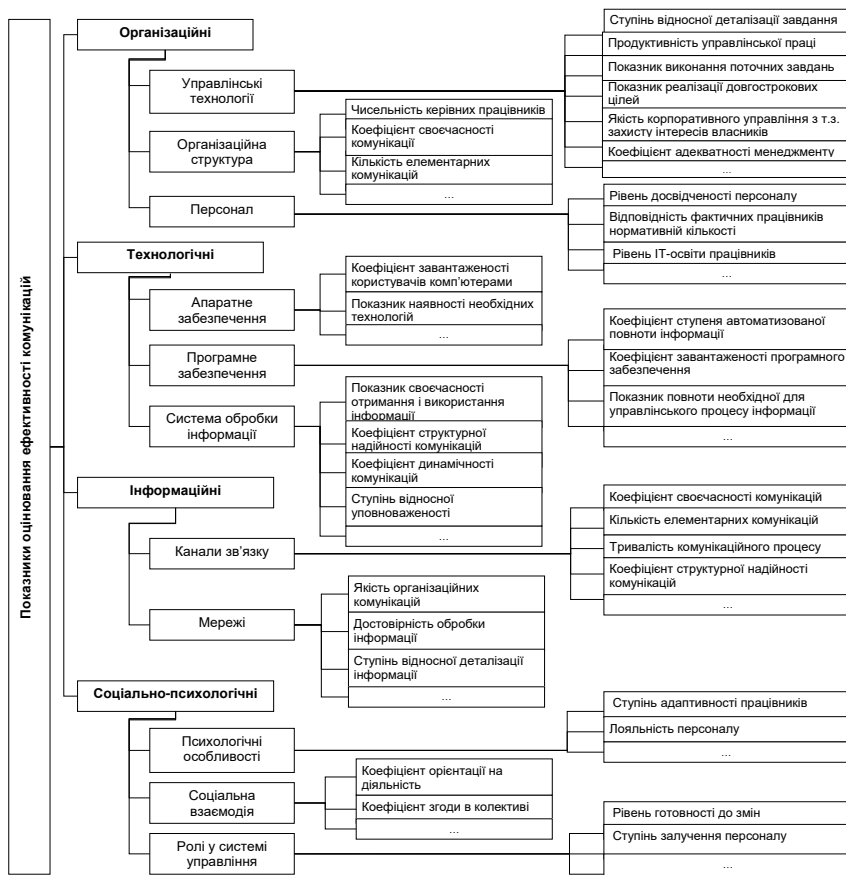 Показники оцінювання ефективності комунікацій
Організаційні
Управлінські
технології
Ступінь відносної деталізації завдання
Продуктивність управлінської праці
Показник виконання поточних завдань
Показник реалізації довгострокових
цілей
Якість корпоративного управління з т.з.
захисту інтересів власників
Коефіцієнт адекватності менеджменту
...
Організаційна
структура
Чисельність керівних працівників
Коефіцієнт своєчасності
комунікації
Кількість елементарних
комунікацій
...
Персонал
Рівень досвідченості персоналу
Відповідність фактичних працівників
нормативній кількості
Рівень ІТ-освіти працівників
...
Технологічні
Апаратне
забезпечення
Коефіцієнт завантаженості
користувачів комп’ютерами
Показник наявності необхідних
технологій
...
Програмне
забезпечення
Коефіцієнт ступеня автоматизованої
повноти інформації
Коефіцієнт завантаженості програмного
забезпечення
Показник повноти необхідної для
управлінського процесу інформації
...
Система обробки
інформації
Показник своєчасності
отримання і використання
інформації
Коефіцієнт структурної
надійності комунікацій
Коефіцієнт динамічності
комунікацій
Ступінь відносної
уповноваженості
...
Інформаційні
Канали зв’язку
Коефіцієнт своєчасності комунікацій
Кількість елементарних комунікацій
Тривалість комунікаційного процесу
Коефіцієнт структурної надійності
комунікацій
...
Мережі
Якість організаційних
комунікацій
Достовірність обробки
інформації
Ступінь відносної деталізації
інформації
...
Соціально-психологічні
Психологічні
особливості
Ступінь адаптивності працівників
Лояльність персоналу
...
Соціальна
взаємодія
Коефіцієнт орієнтації на
діяльність
Коефіцієнт згоди в колективі
...
Ролі у системі
управління
Рівень готовності до змін
Ступінь залучення персоналу
...